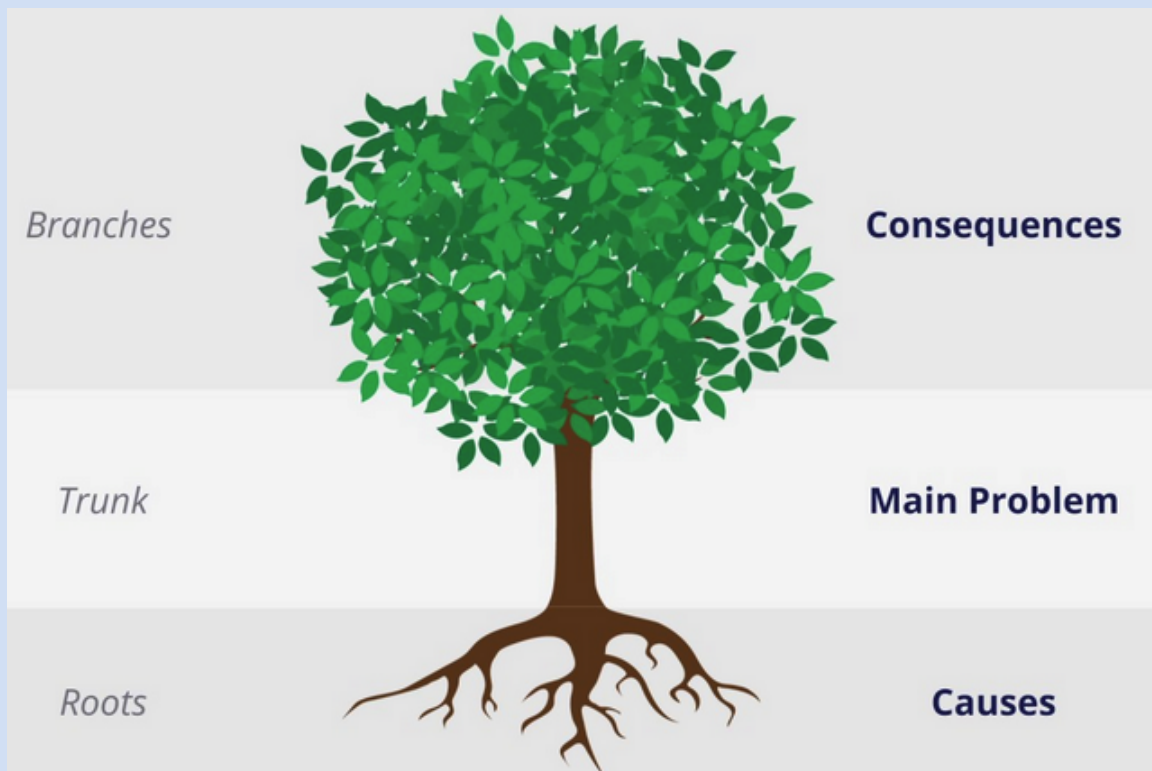 Branches
Consequences
Trunk
Main Problem
Roots
Causes